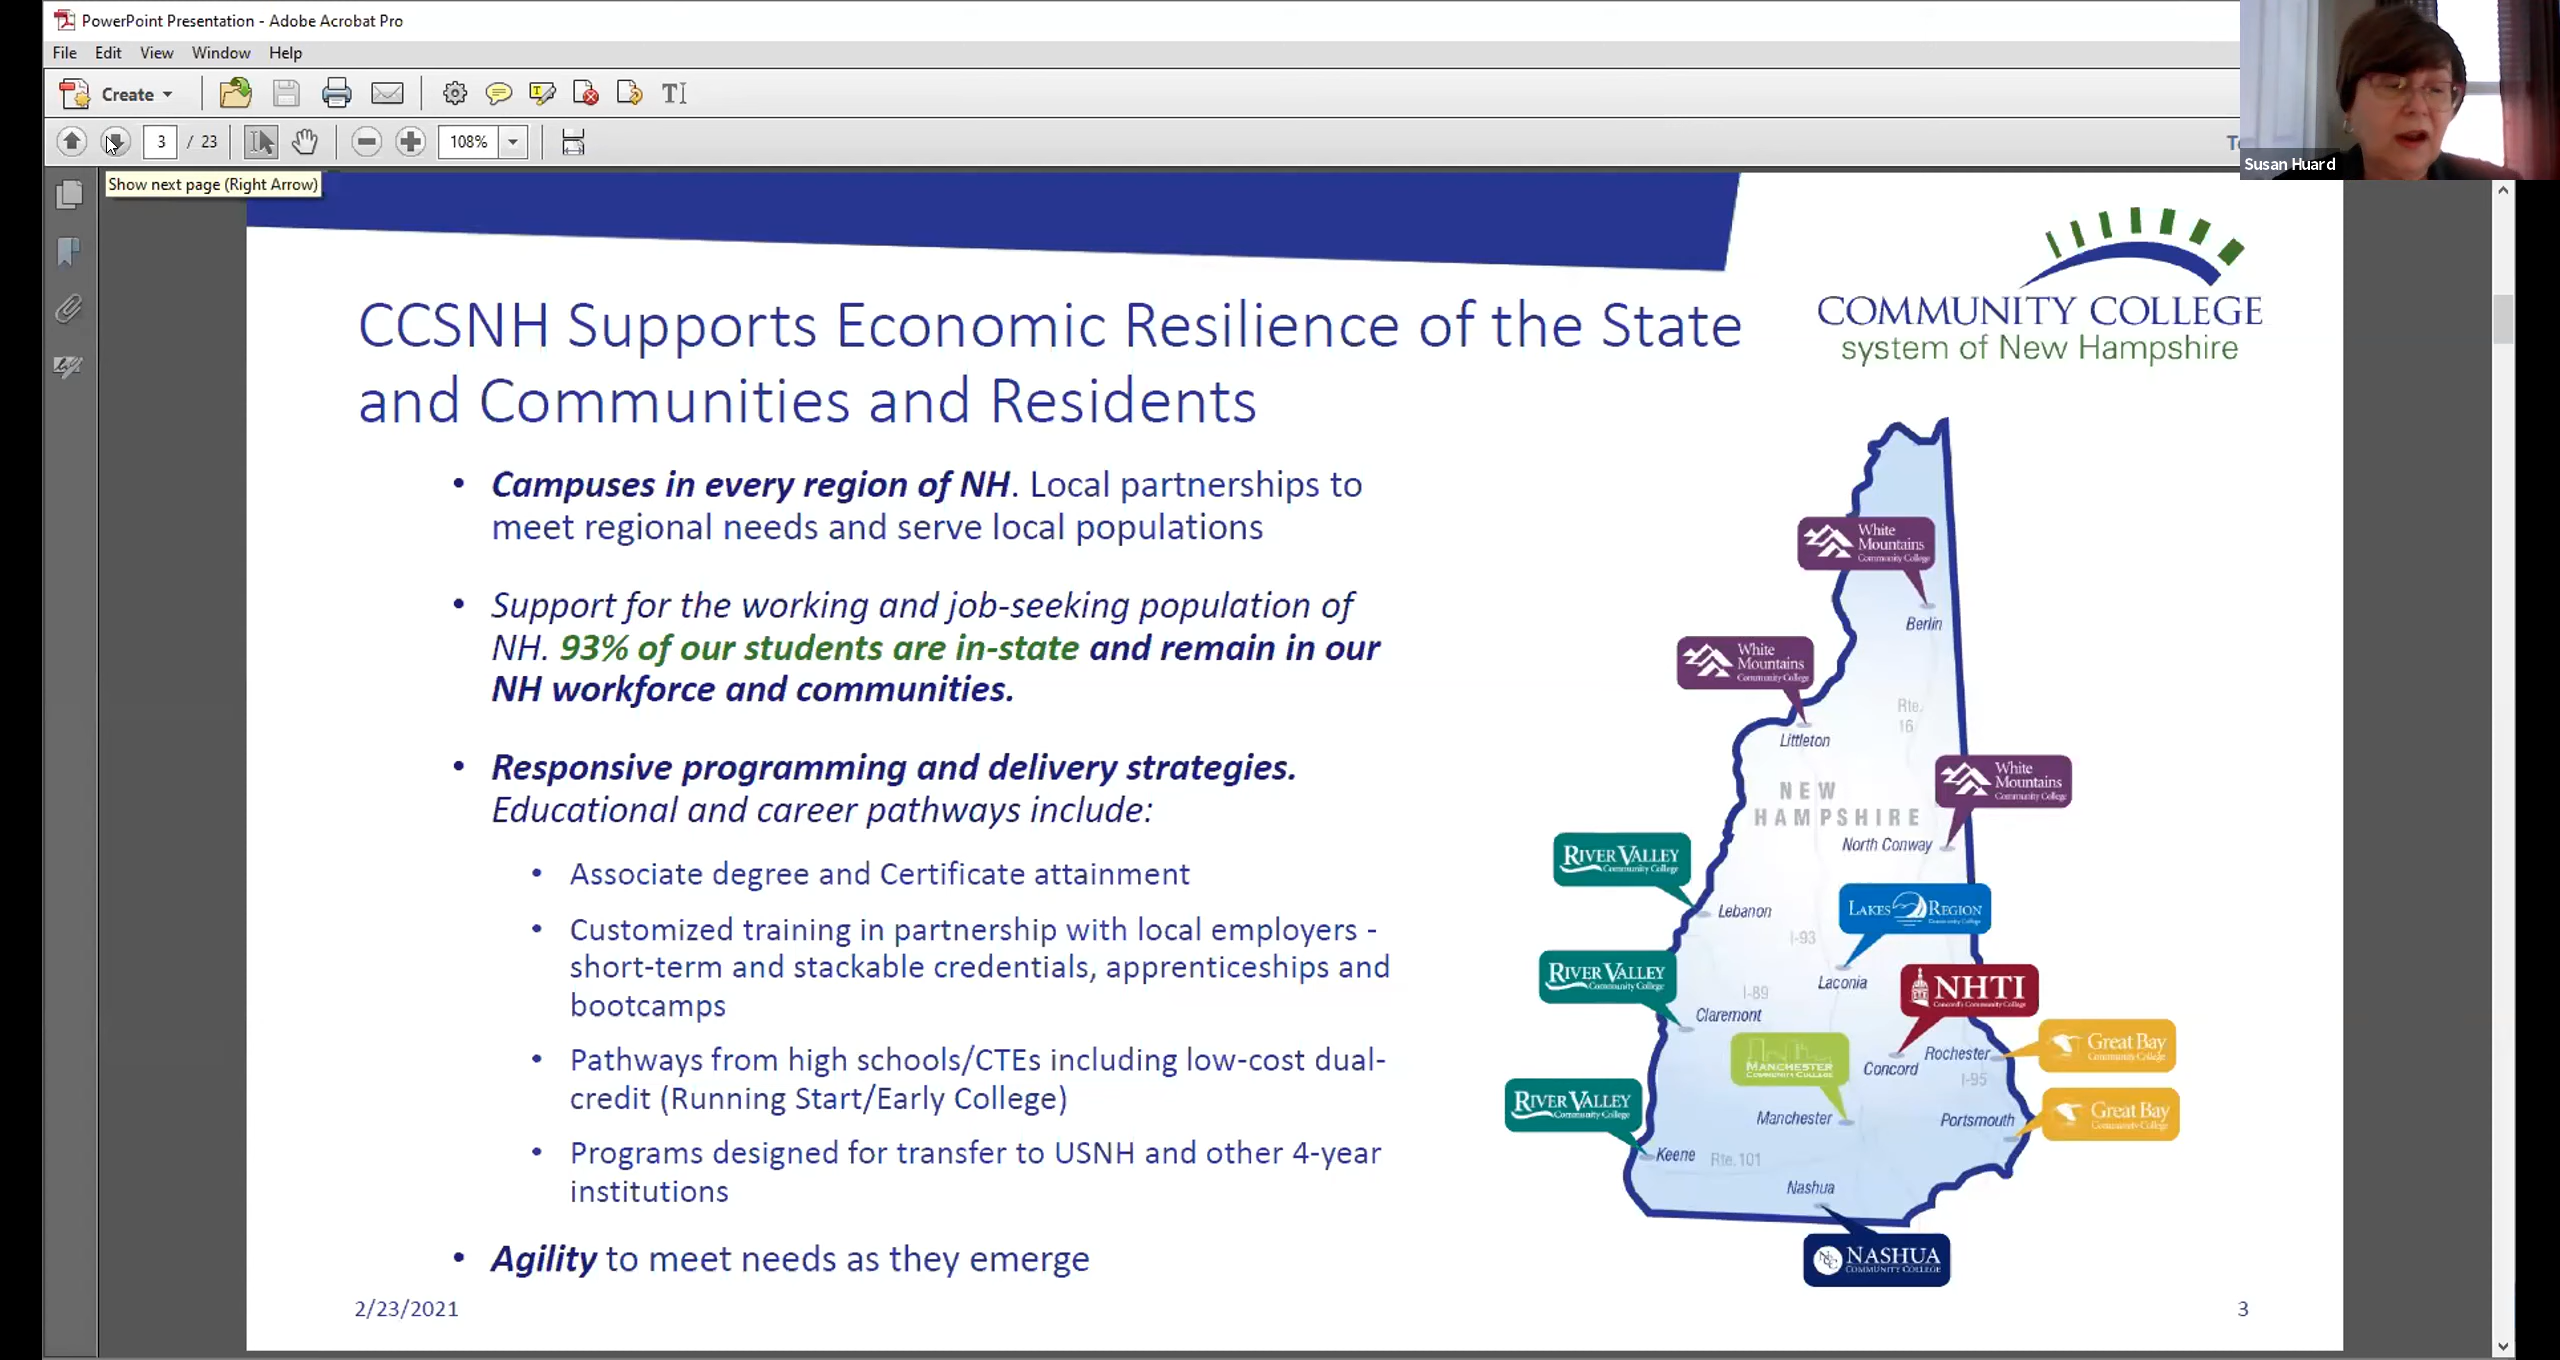 PowerPoint Presentation - Adobe Acrobat Pro
File Edit View Window Help
Create
3 / 23
108%
Show next page (Right Arrow)
Susan Huard
COMMUNITY COLLEGE
system of New Hampshire
CCSNH Supports Economic Resilience of the State
and Communities and Residents
• Campuses in every region of NH. Local partnerships to
meet regional needs and serve local populations
• Support for the working and job-seeking population of
NH. 93% of our students are in-state and remain in our
NH workforce and communities.
• Responsive programming and delivery strategies.
Educational and career pathways include:
• Associate degree and Certificate attainment
• Customized training in partnership with local employers -
short-term and stackable credentials, apprenticeships and
bootcamps
• Pathways from high schools/CTEs including low-cost dual-
credit (Running Start/Early College)
• Programs designed for transfer to USNH and other 4-year
institutions
• Agility to meet needs as they emerge
2/23/2021
3
White
Mountains
Community College
Berlin
White
Mountains
Community College
Rte.
16
Littleton
White
Mountains
Community College
NEW
HAMPSHIRE
North Conway
RIVER VALLEY
Community College
Lebanon
LAKES REGION
Community College
I-93
RIVER VALLEY
Community College
Laconia
I-89
NHTI
Concord's Community College
Claremont
MANCHESTER
COMMUNITY COLLEGE
Great Bay
Community College
Rochester
Concord
I-95
RIVER VALLEY
Community College
Great Bay
Community College
Manchester
Portsmouth
Keene
Rte. 101
Nashua
NCC
NASHUA
COMMUNITY COLLEGE